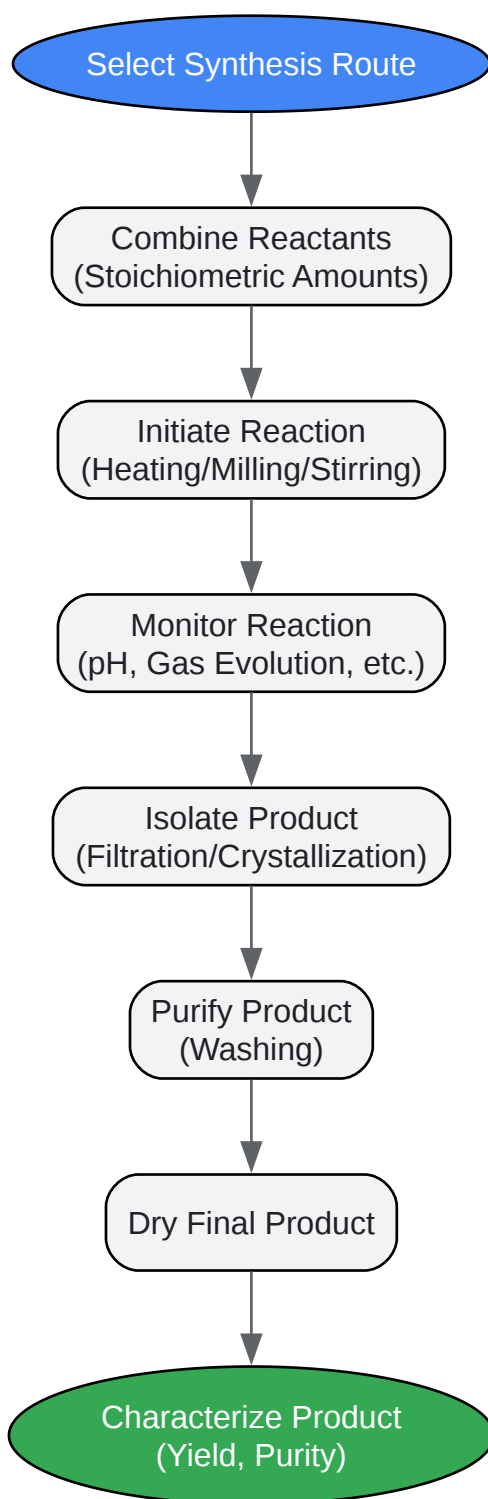 Select Synthesis Route
Combine Reactants
(Stoichiometric Amounts)
Initiate Reaction
(Heating/Milling/Stirring)
Monitor Reaction
(pH, Gas Evolution, etc.)
Isolate Product
(Filtration/Crystallization)
Purify Product
(Washing)
Dry Final Product
Characterize Product
(Yield, Purity)